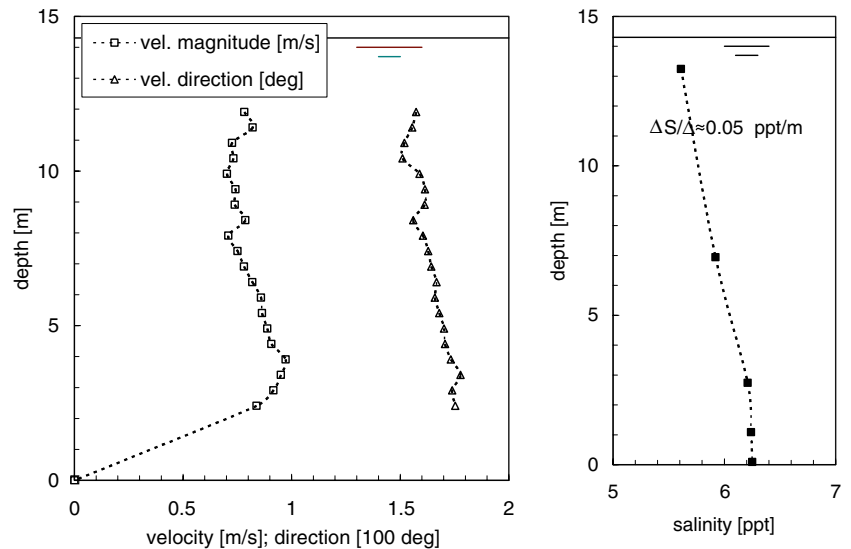 15
10
5
0
depth [m]
vel. magnitude [m/s]
vel. direction [deg]
0 0.5 1 1.5 2
velocity [m/s]; direction [100 deg]
15
10
5
0
depth [m]
ΔS/Δ≈0.05 ppt/m
5 6 7
salinity [ppt]